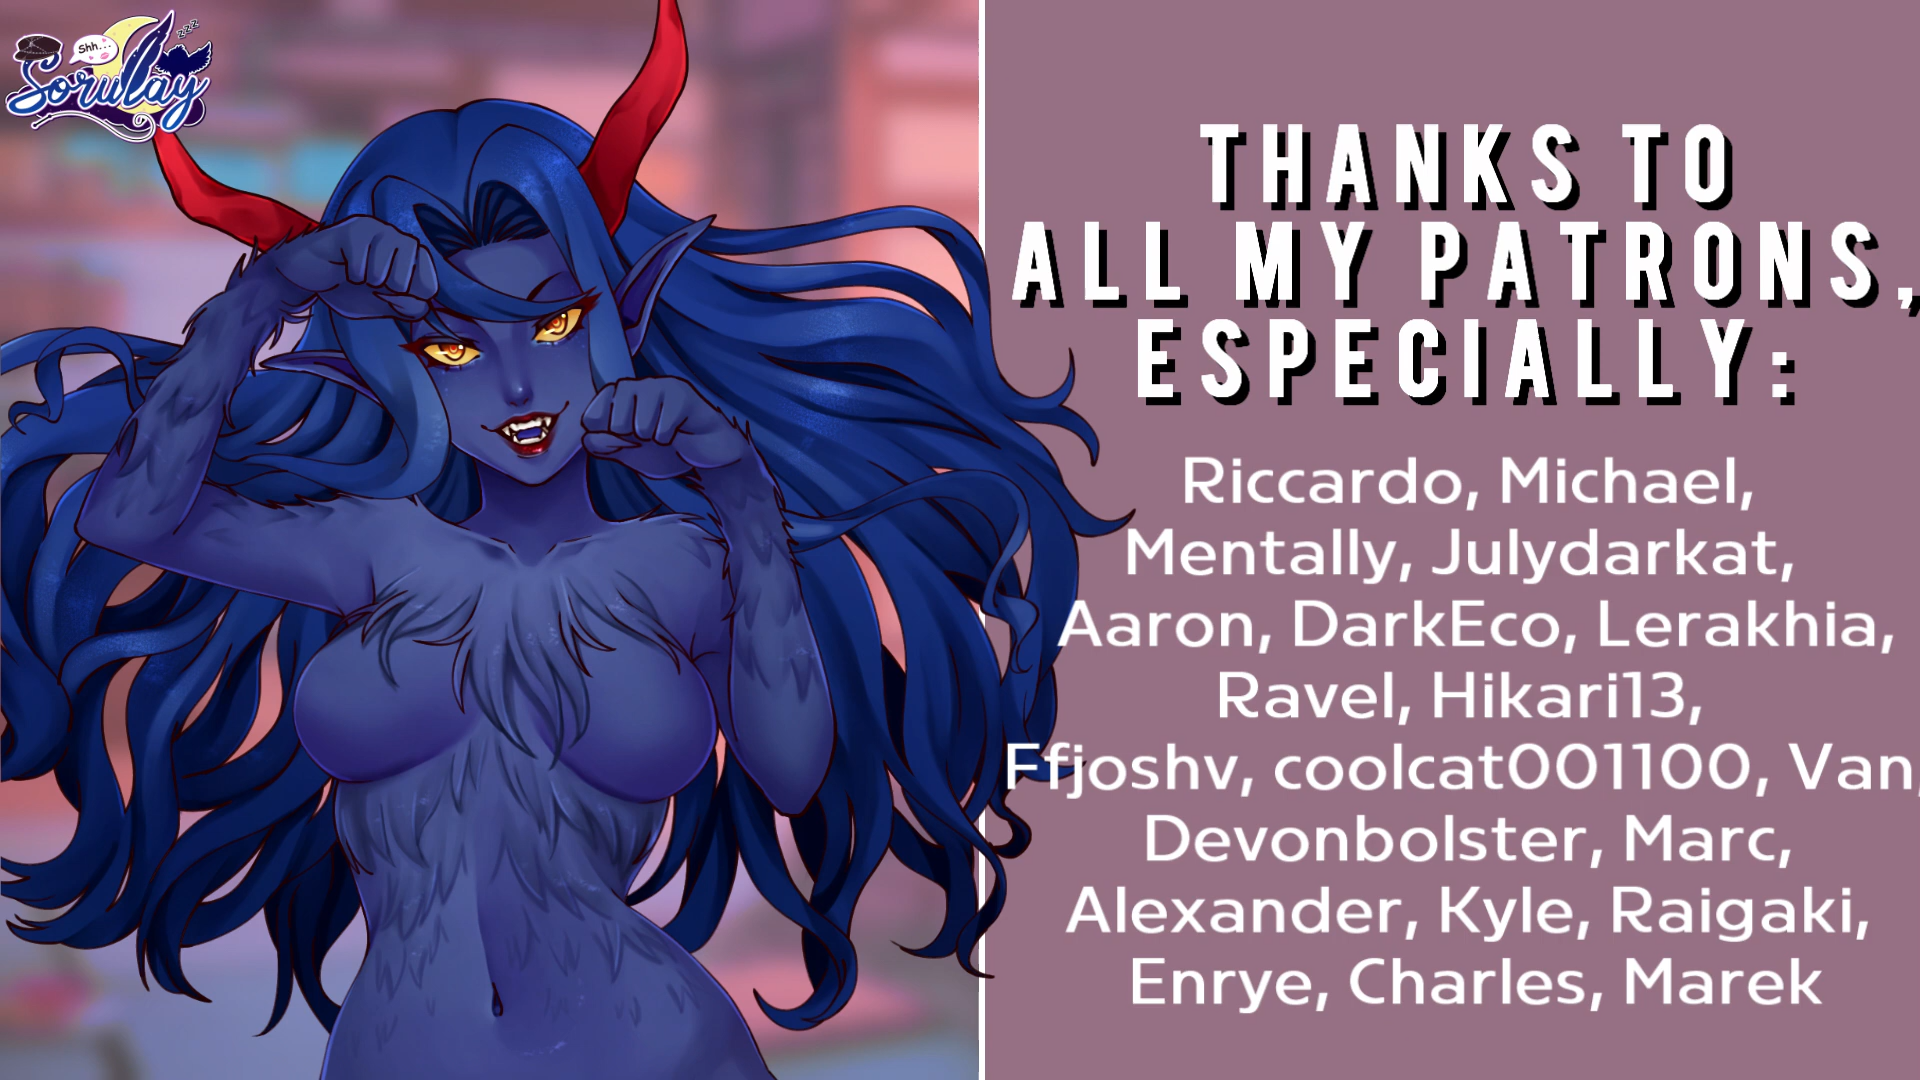 Shh...
zzz
Sorulay
THANKS TO
ALL MY PATRONS,
ESPECIALLY:
Riccardo, Michael,
Mentally, Julydarkat,
Aaron, DarkEco, Lerakhia,
Ravel, Hikari13,
Ffjoshv, coolcat001100, Van,
Devonbolster, Marc,
Alexander, Kyle, Raigaki,
Enrye, Charles, Marek